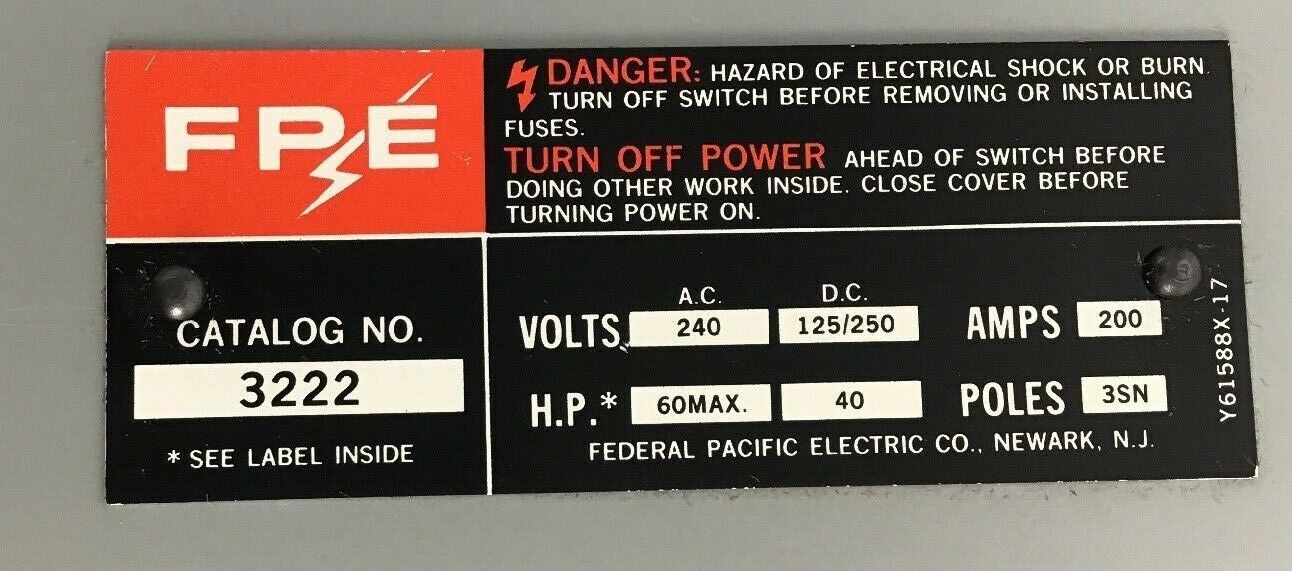 FPÉ
DANGER: HAZARD OF ELECTRICAL SHOCK OR BURN.
TURN OFF SWITCH BEFORE REMOVING OR INSTALLING
FUSES.
TURN OFF POWER AHEAD OF SWITCH BEFORE
DOING OTHER WORK INSIDE. CLOSE COVER BEFORE
TURNING POWER ON.
CATALOG NO.
3222
* SEE LABEL INSIDE
A.C. D.C.
VOLTS 240 125/250 AMPS 200
H.P.* 60MAX. 40 POLES 3SN
FEDERAL PACIFIC ELECTRIC CO., NEWARK, N.J.
Y61588X-17